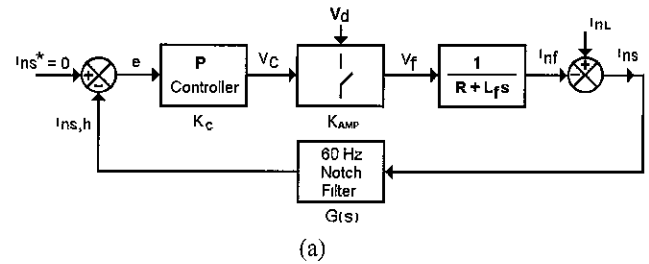 Vd
ins* = 0
+
-
e
P
Controller
Kc
Vc
KAMP
Vf
1
R + Lfs
inf
inL
+
-
ins
ins,h
60 Hz
Notch
Filter
G(s)
(a)